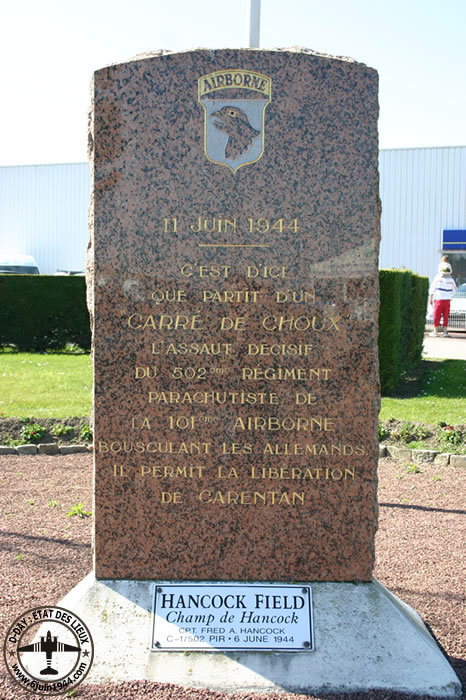 AIRBORNE
11 JUIN 1944
C'EST D'ICI
QUE PARTIT D'UN
"CARRÉ DE CHOUX"
L'ASSAUT DÉCISIF
DU 502ème RÉGIMENT
PARACHUTISTE DE
LA 101ème AIRBORNE
BOUSCULANT LES ALLEMANDS,
IL PERMIT LA LIBÉRATION
DE CARENTAN
HANCOCK FIELD
Champ de Hancock
CPT. FRED A. HANCOCK
C-1/502 PIR • 6 JUNE 1944
D-DAY - ÉTAT DES LIEUX
www.6juin1944.com